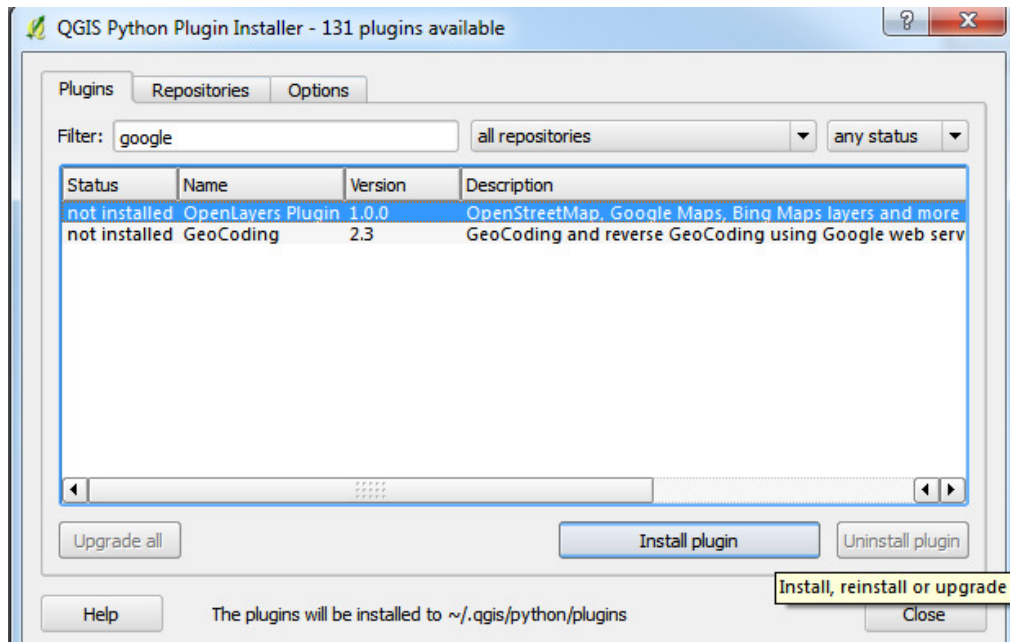 QGIS Python Plugin Installer - 131 plugins available
Plugins Repositories Options
Filter: google all repositories any status
Status Name Version Description
not installed OpenLayers Plugin 1.0.0 OpenStreetMap, Google Maps, Bing Maps layers and more
not installed GeoCoding 2.3 GeoCoding and reverse GeoCoding using Google web serv
Upgrade all Install plugin Uninstall plugin
Install, reinstall or upgrade
Help The plugins will be installed to ~/.qgis/python/plugins Close